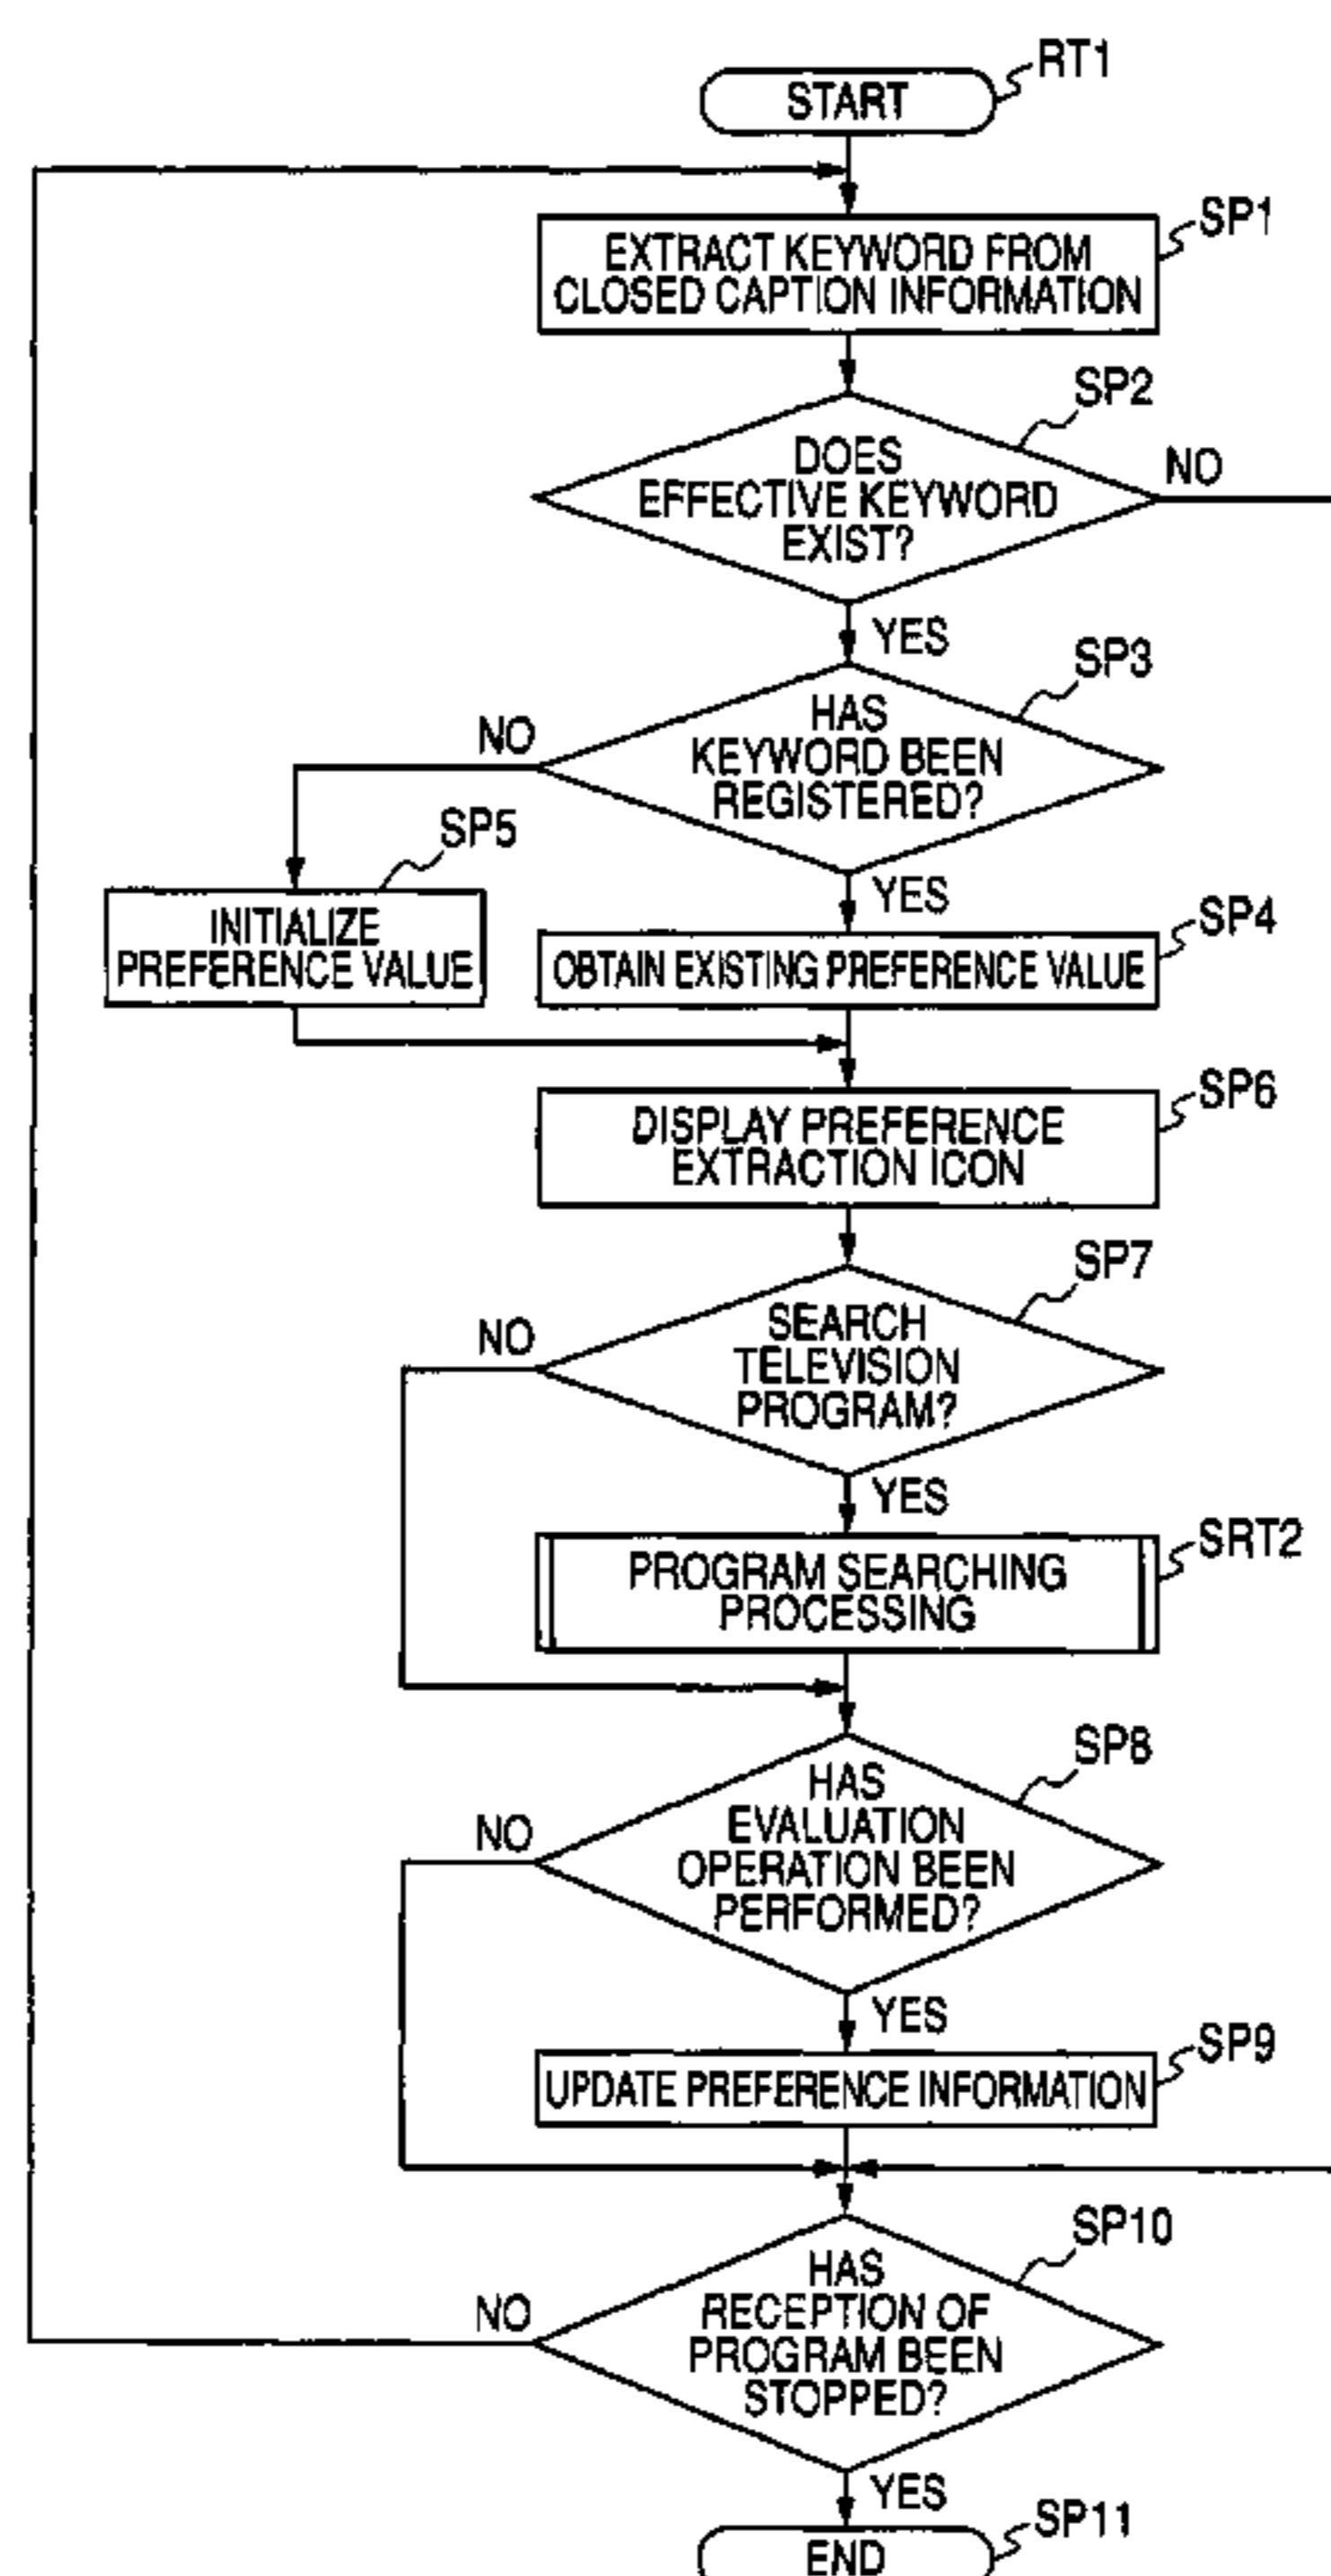 START
RT1
EXTRACT KEYWORD FROM
CLOSED CAPTION INFORMATION
SP1
DOES
EFFECTIVE KEYWORD
EXIST?
SP2
NO
YES
HAS
KEYWORD BEEN
REGISTERED?
SP3
NO
YES
INITIALIZE
PREFERENCE VALUE
SP5
OBTAIN EXISTING PREFERENCE VALUE
SP4
DISPLAY PREFERENCE
EXTRACTION ICON
SP6
SEARCH
TELEVISION
PROGRAM?
SP7
NO
YES
PROGRAM SEARCHING
PROCESSING
SRT2
HAS
EVALUATION
OPERATION BEEN
PERFORMED?
SP8
NO
YES
UPDATE PREFERENCE INFORMATION
SP9
HAS
RECEPTION OF
PROGRAM BEEN
STOPPED?
SP10
NO
YES
END
SP11